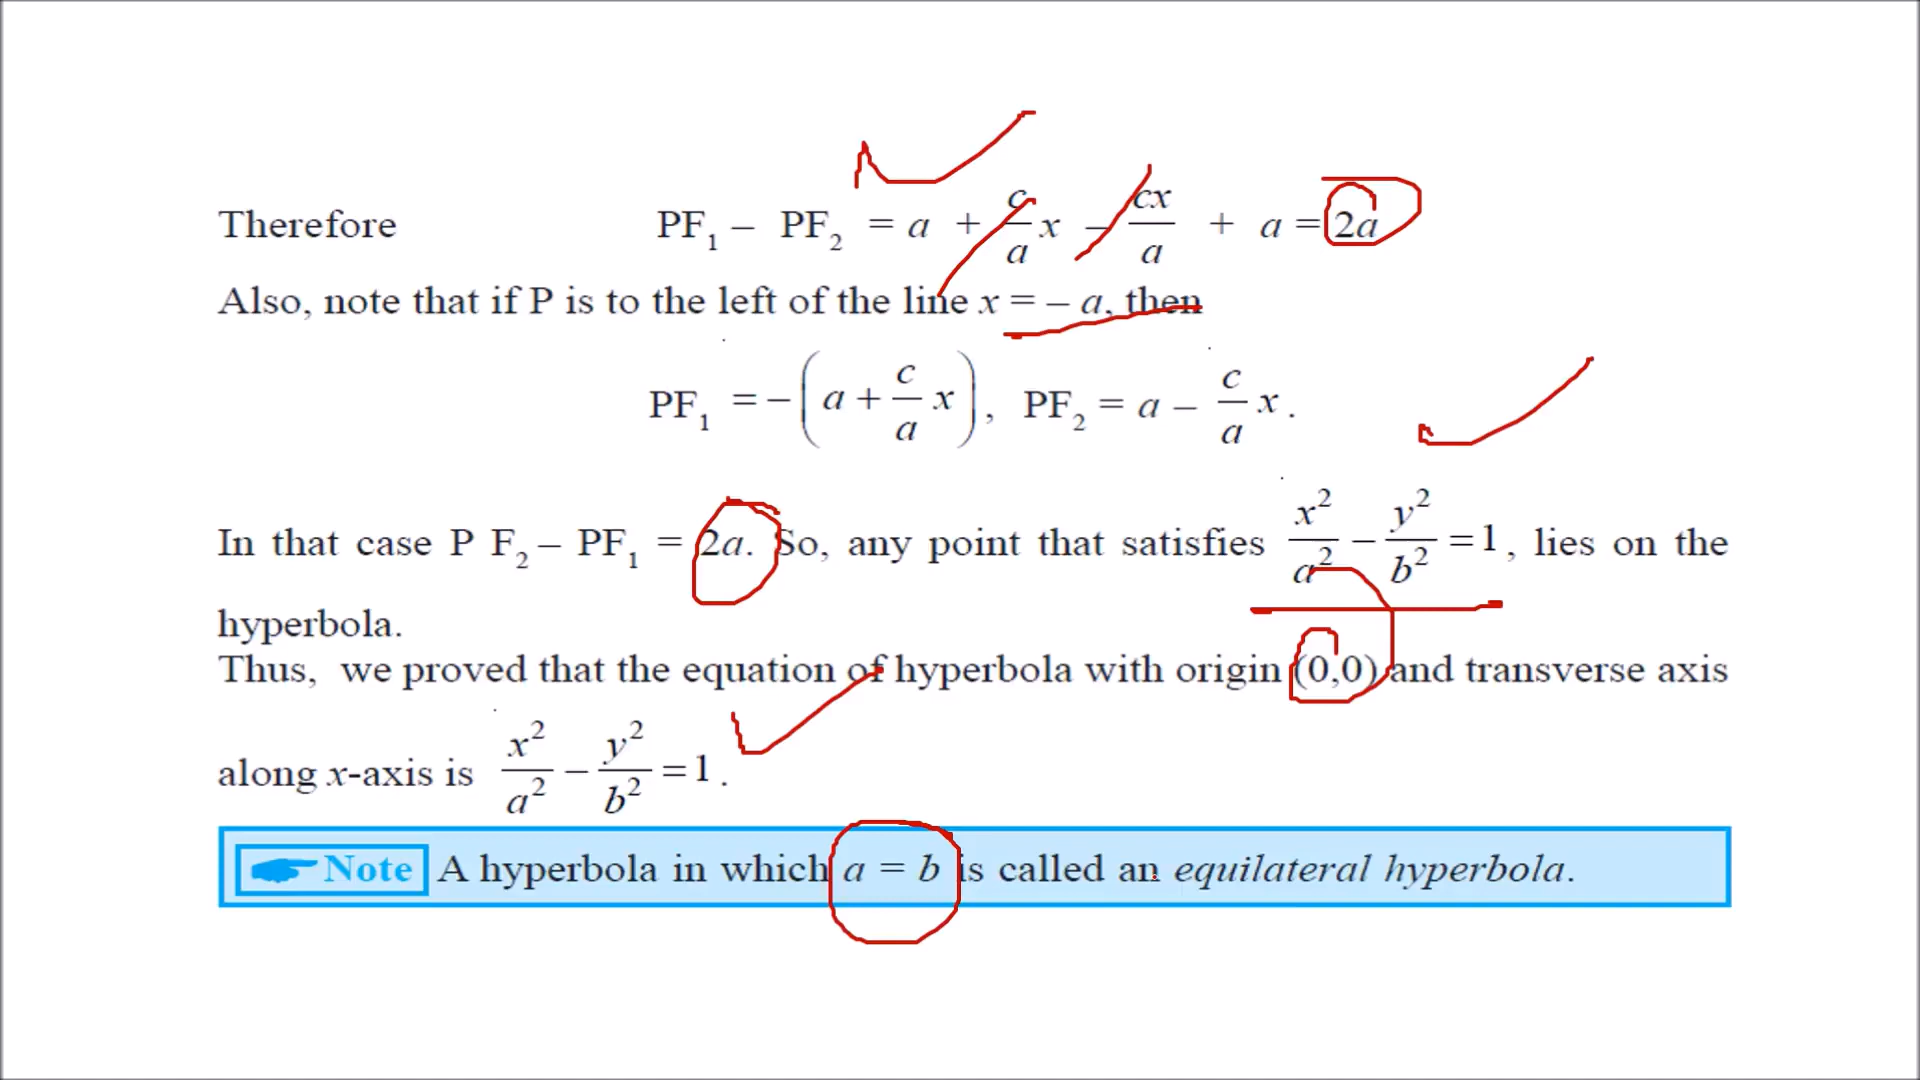 Therefore PF₁ – PF₂ = a + c/a x – cx/a + a = 2a
Also, note that if P is to the left of the line x = – a, then
PF₁ = – (a + c/a x), PF₂ = a – c/a x.
In that case P F₂ – PF₁ = 2a. So, any point that satisfies x²/a² – y²/b² = 1, lies on the
hyperbola.
Thus, we proved that the equation of hyperbola with origin (0,0) and transverse axis
along x-axis is x²/a² – y²/b² = 1.
Note A hyperbola in which a = b is called an equilateral hyperbola.